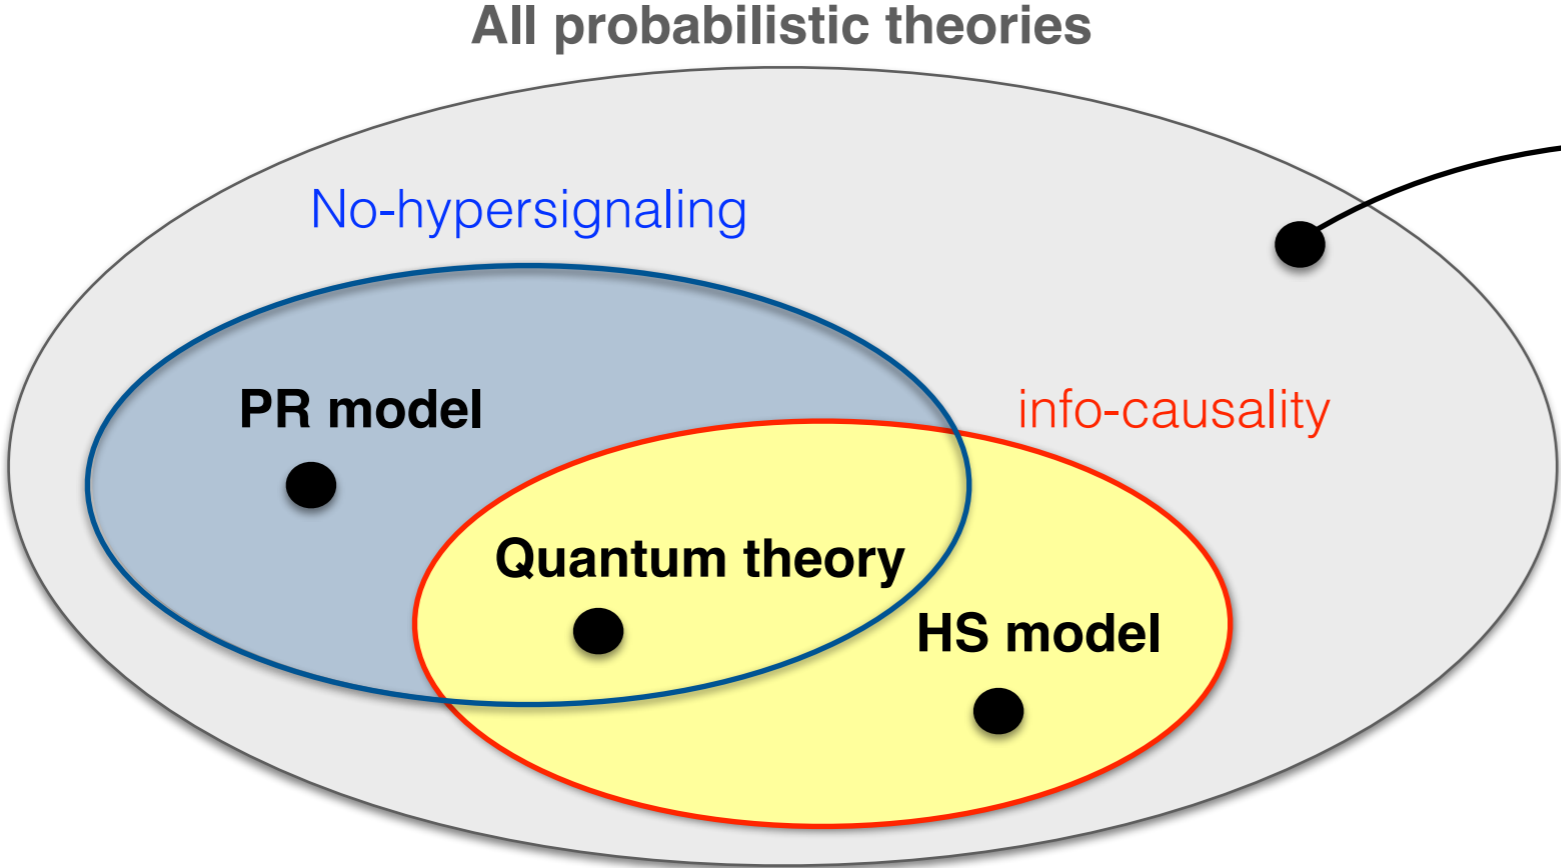 All probabilistic theories
No-hypersignaling
PR model
info-causality
Quantum theory
HS model